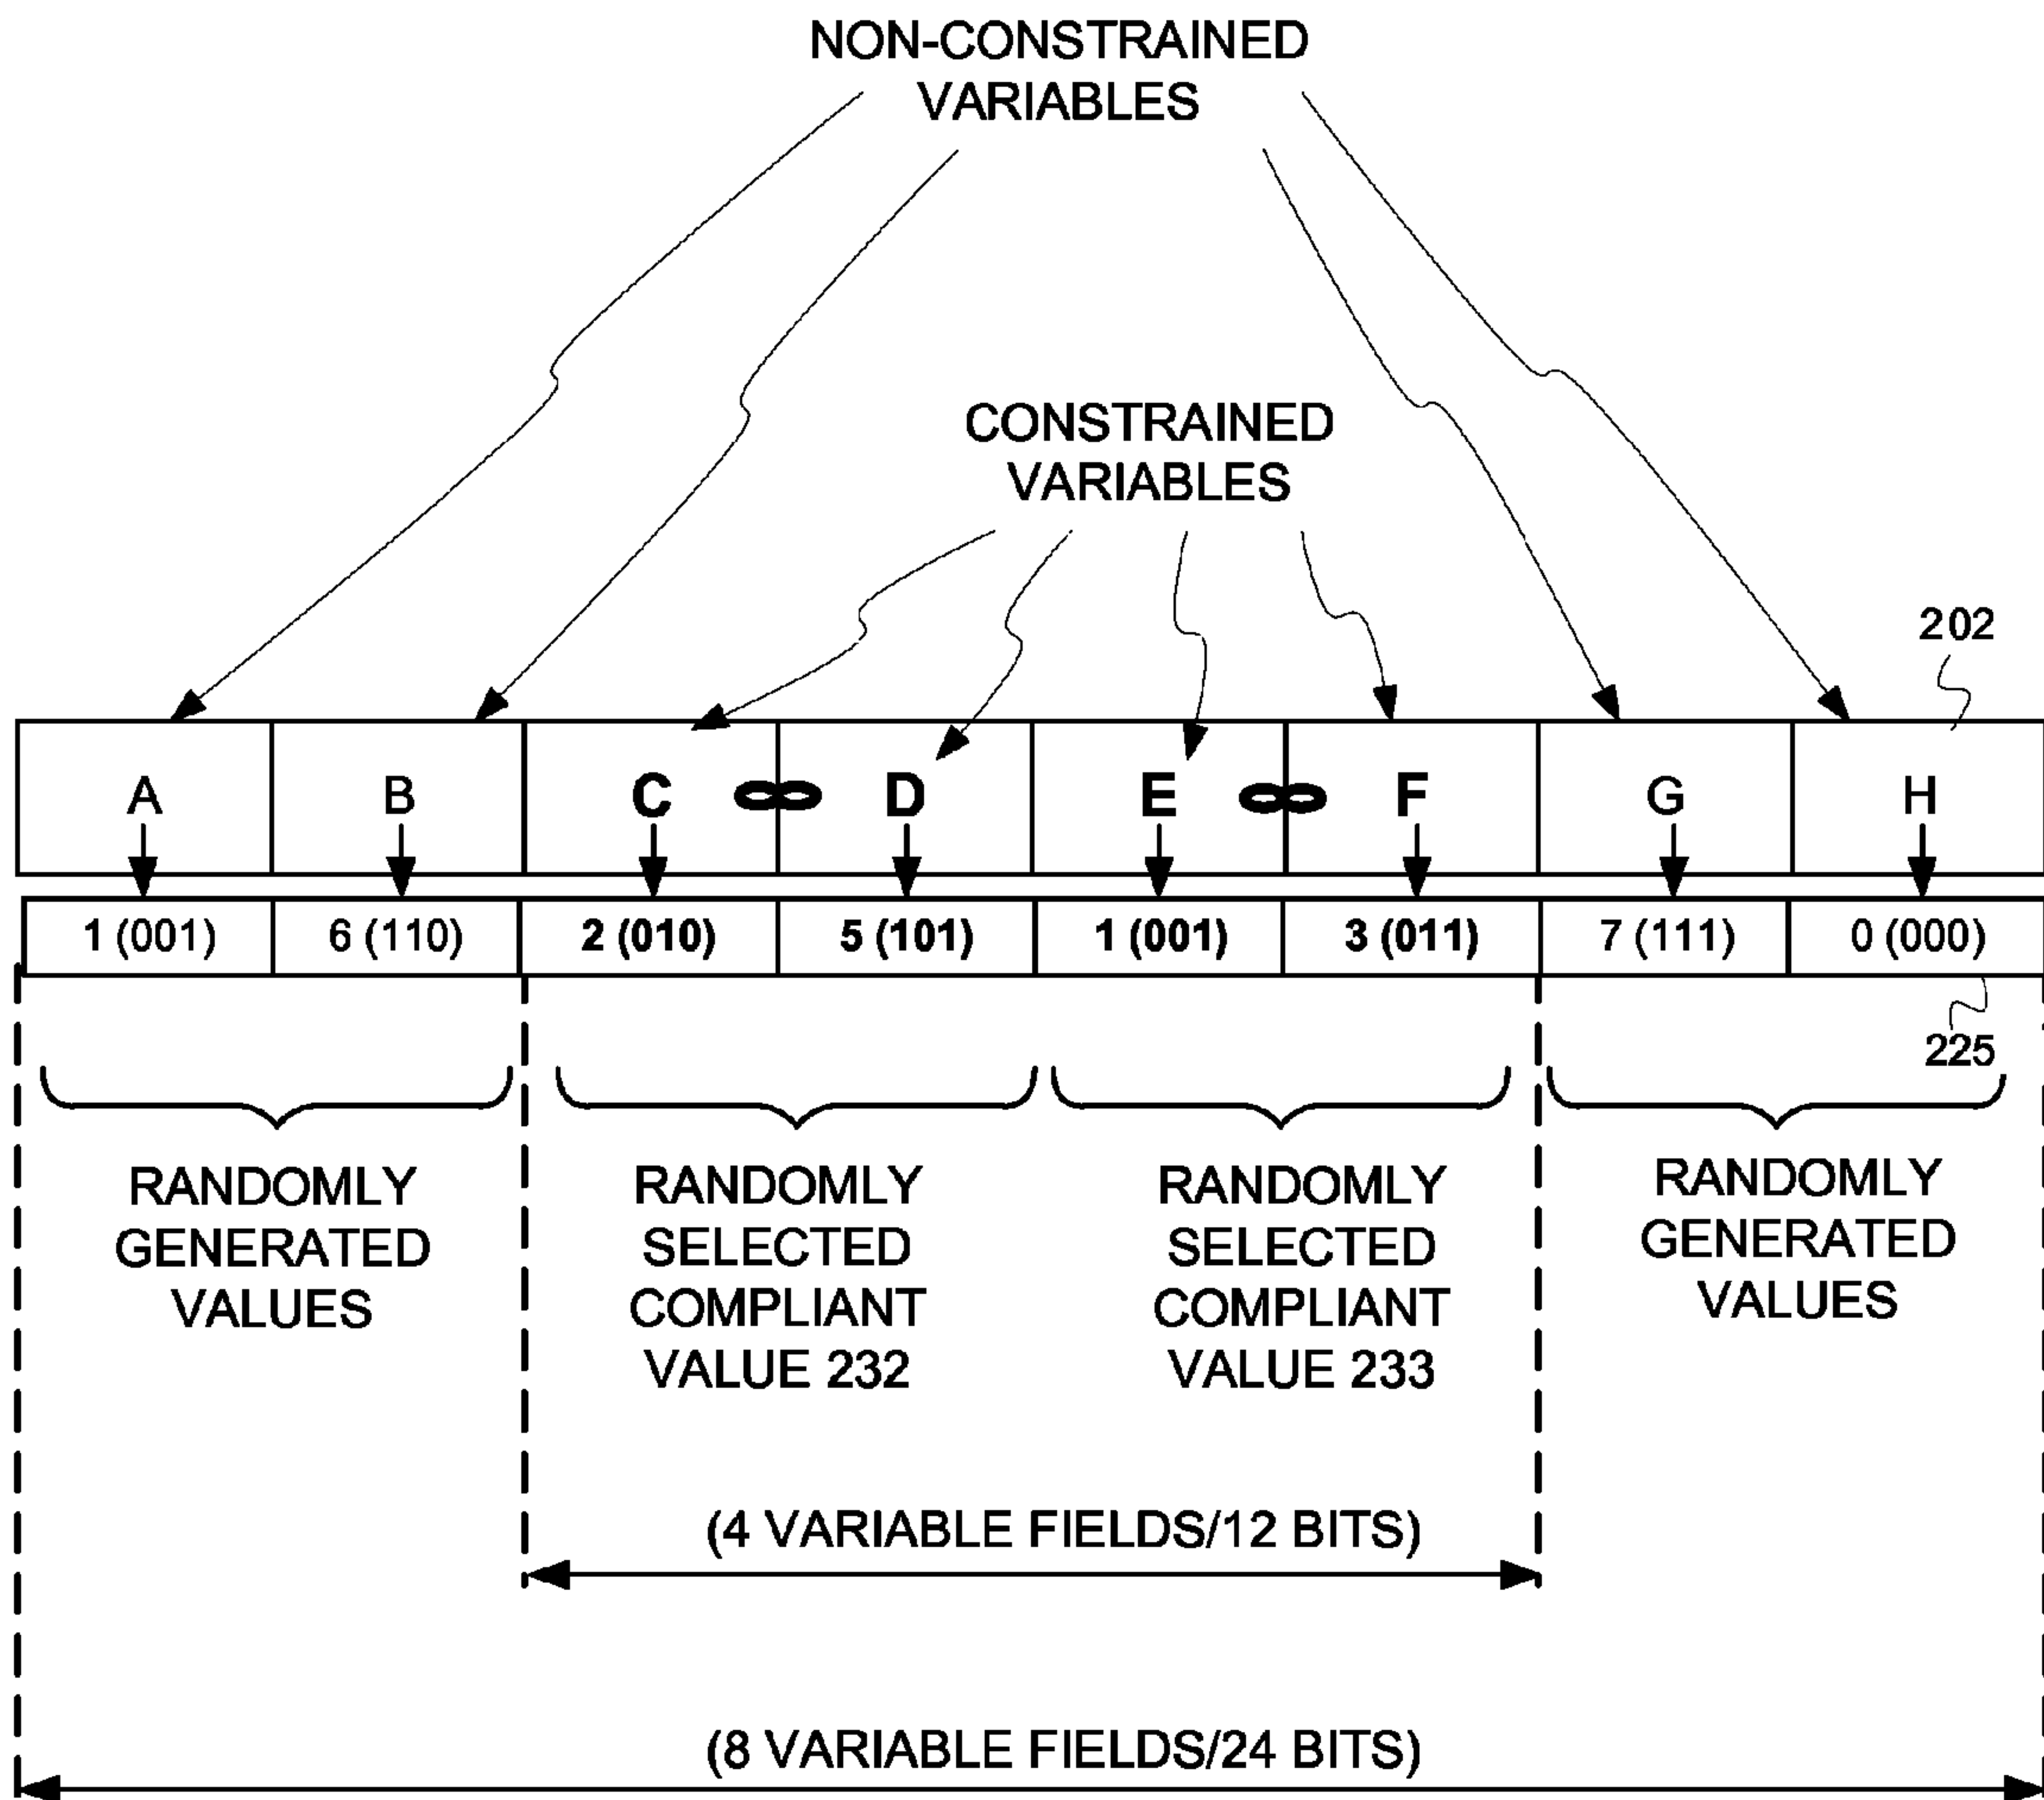 NON-CONSTRAINED
VARIABLES
CONSTRAINED
VARIABLES
202
A B C D E F G H
1 (001) 6 (110) 2 (010) 5 (101) 1 (001) 3 (011) 7 (111) 0 (000)
225
RANDOMLY
GENERATED
VALUES
RANDOMLY
SELECTED
COMPLIANT
VALUE 232
RANDOMLY
SELECTED
COMPLIANT
VALUE 233
RANDOMLY
GENERATED
VALUES
(4 VARIABLE FIELDS/12 BITS)
(8 VARIABLE FIELDS/24 BITS)